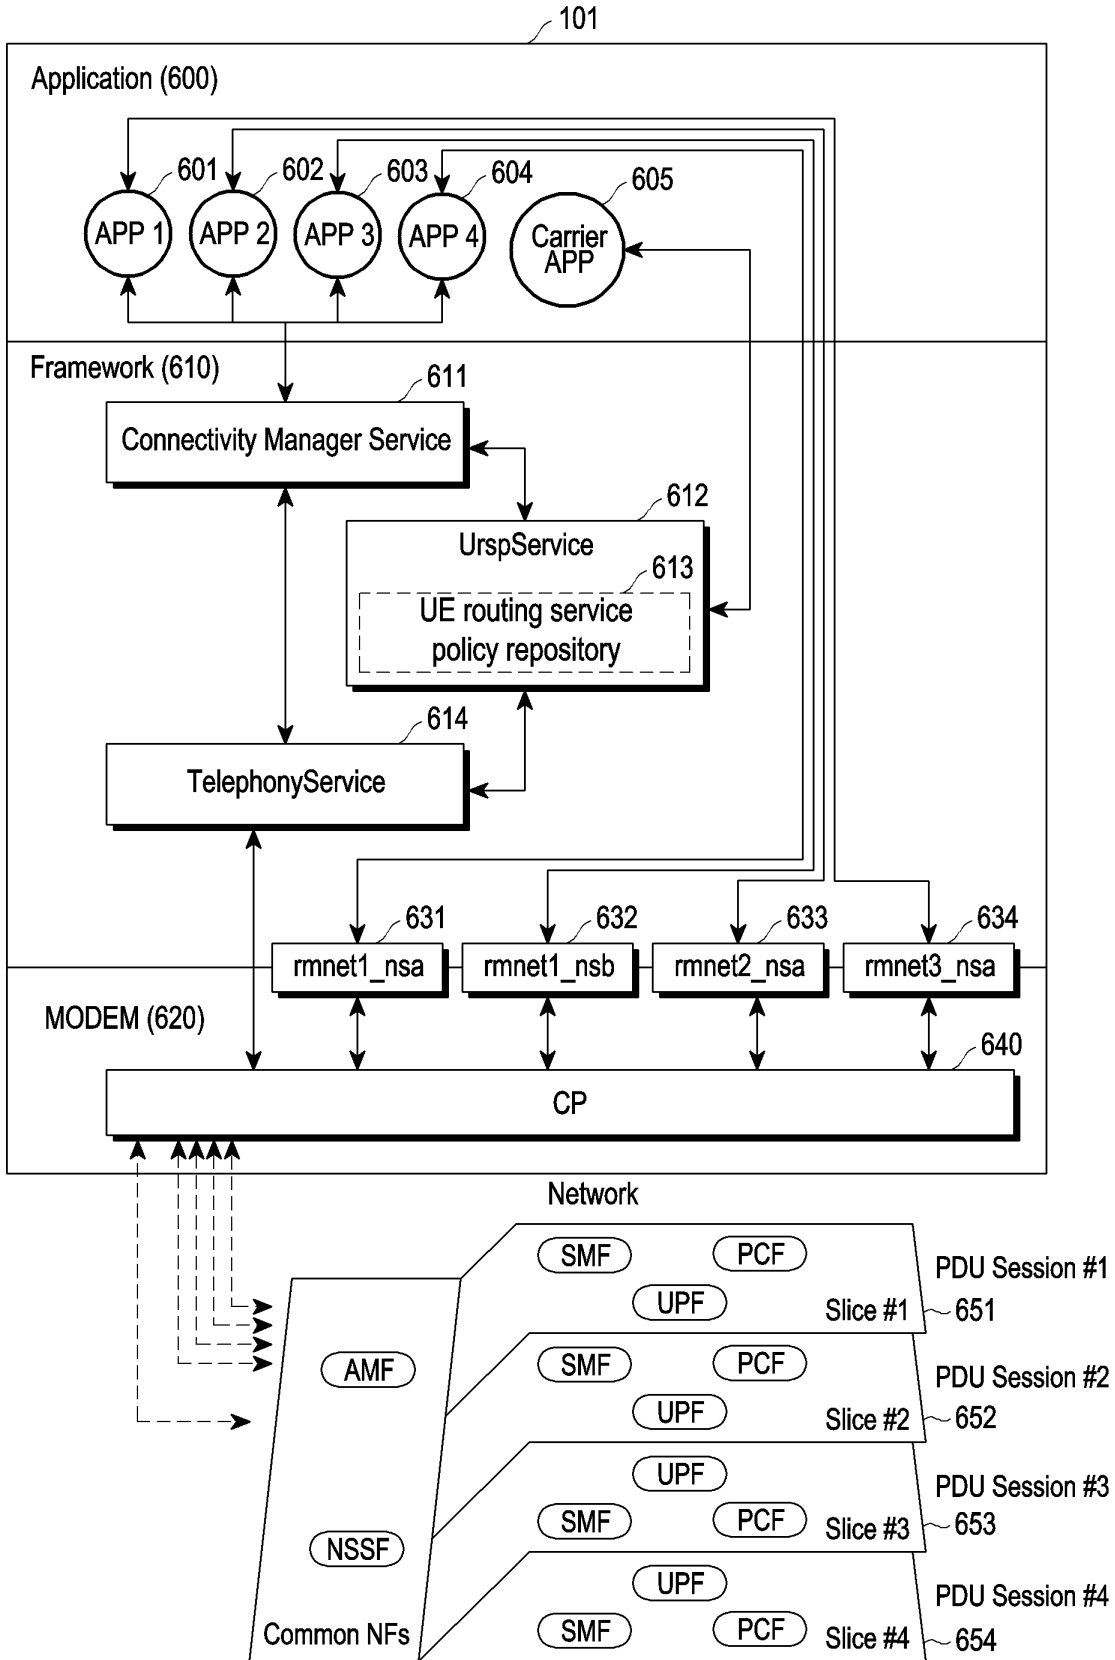 101
Application (600)
601 602 603 604 605
APP 1 APP 2 APP 3 APP 4 Carrier
APP
Framework (610)
611
Connectivity Manager Service
612
UrspService
613
UE routing service
policy repository
614
TelephonyService
631 632 633 634
rmnet1_nsa rmnet1_nsb rmnet2_nsa rmnet3_nsa
MODEM (620)
640
CP
Network
SMF PCF
PDU Session #1
UPF Slice #1 651
AMF
SMF PCF
PDU Session #2
UPF Slice #2 652
UPF
PDU Session #3
SMF PCF Slice #3 653
NSSF
UPF
PDU Session #4
Common NFs
SMF PCF Slice #4 654